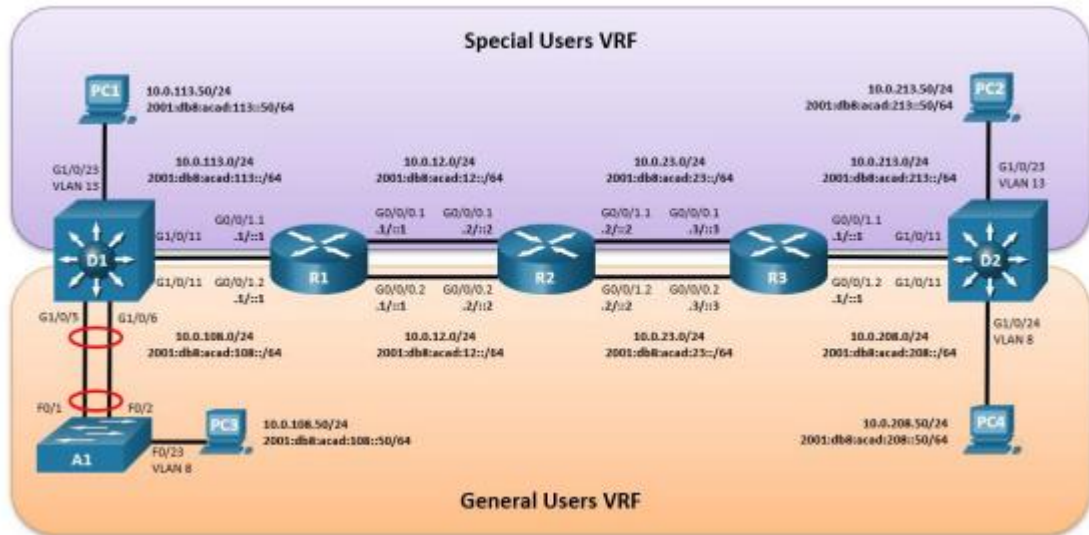 Special Users VRF
PC1
10.0.113.50/24
2001:db8:acad:113::50/64
PC2
10.0.213.50/24
2001:db8:acad:213::50/64
G1/0/23
VLAN 13
10.0.113.0/24
2001:db8:acad:113::/64
10.0.12.0/24
2001:db8:acad:12::/64
10.0.23.0/24
2001:db8:acad:23::/64
10.0.213.0/24
2001:db8:acad:213::/64
G1/0/23
VLAN 13
D1
G1/0/11
G0/0/1.1
.1/::1
R1
G0/0/0.1
.1/::1
G0/0/0.1
.2/::2
R2
G0/0/1.1
.2/::2
G0/0/0.1
.3/::3
R3
G0/0/1.1
.1/::1
G1/0/11
D2
G1/0/11
G0/0/1.2
.1/::1
G0/0/0.2
.1/::1
G0/0/0.2
.2/::2
G0/0/1.2
.2/::2
G0/0/0.2
.3/::3
G0/0/1.2
.1/::1
G1/0/11
G1/0/5
G1/0/6
10.0.108.0/24
2001:db8:acad:108::/64
10.0.12.0/24
2001:db8:acad:12::/64
10.0.23.0/24
2001:db8:acad:23::/64
10.0.208.0/24
2001:db8:acad:208::/64
G1/0/24
VLAN 8
F0/1
F0/2
A1
F0/23
VLAN 8
PC3
10.0.108.50/24
2001:db8:acad:108::50/64
10.0.208.50/24
2001:db8:acad:208::50/64
PC4
General Users VRF